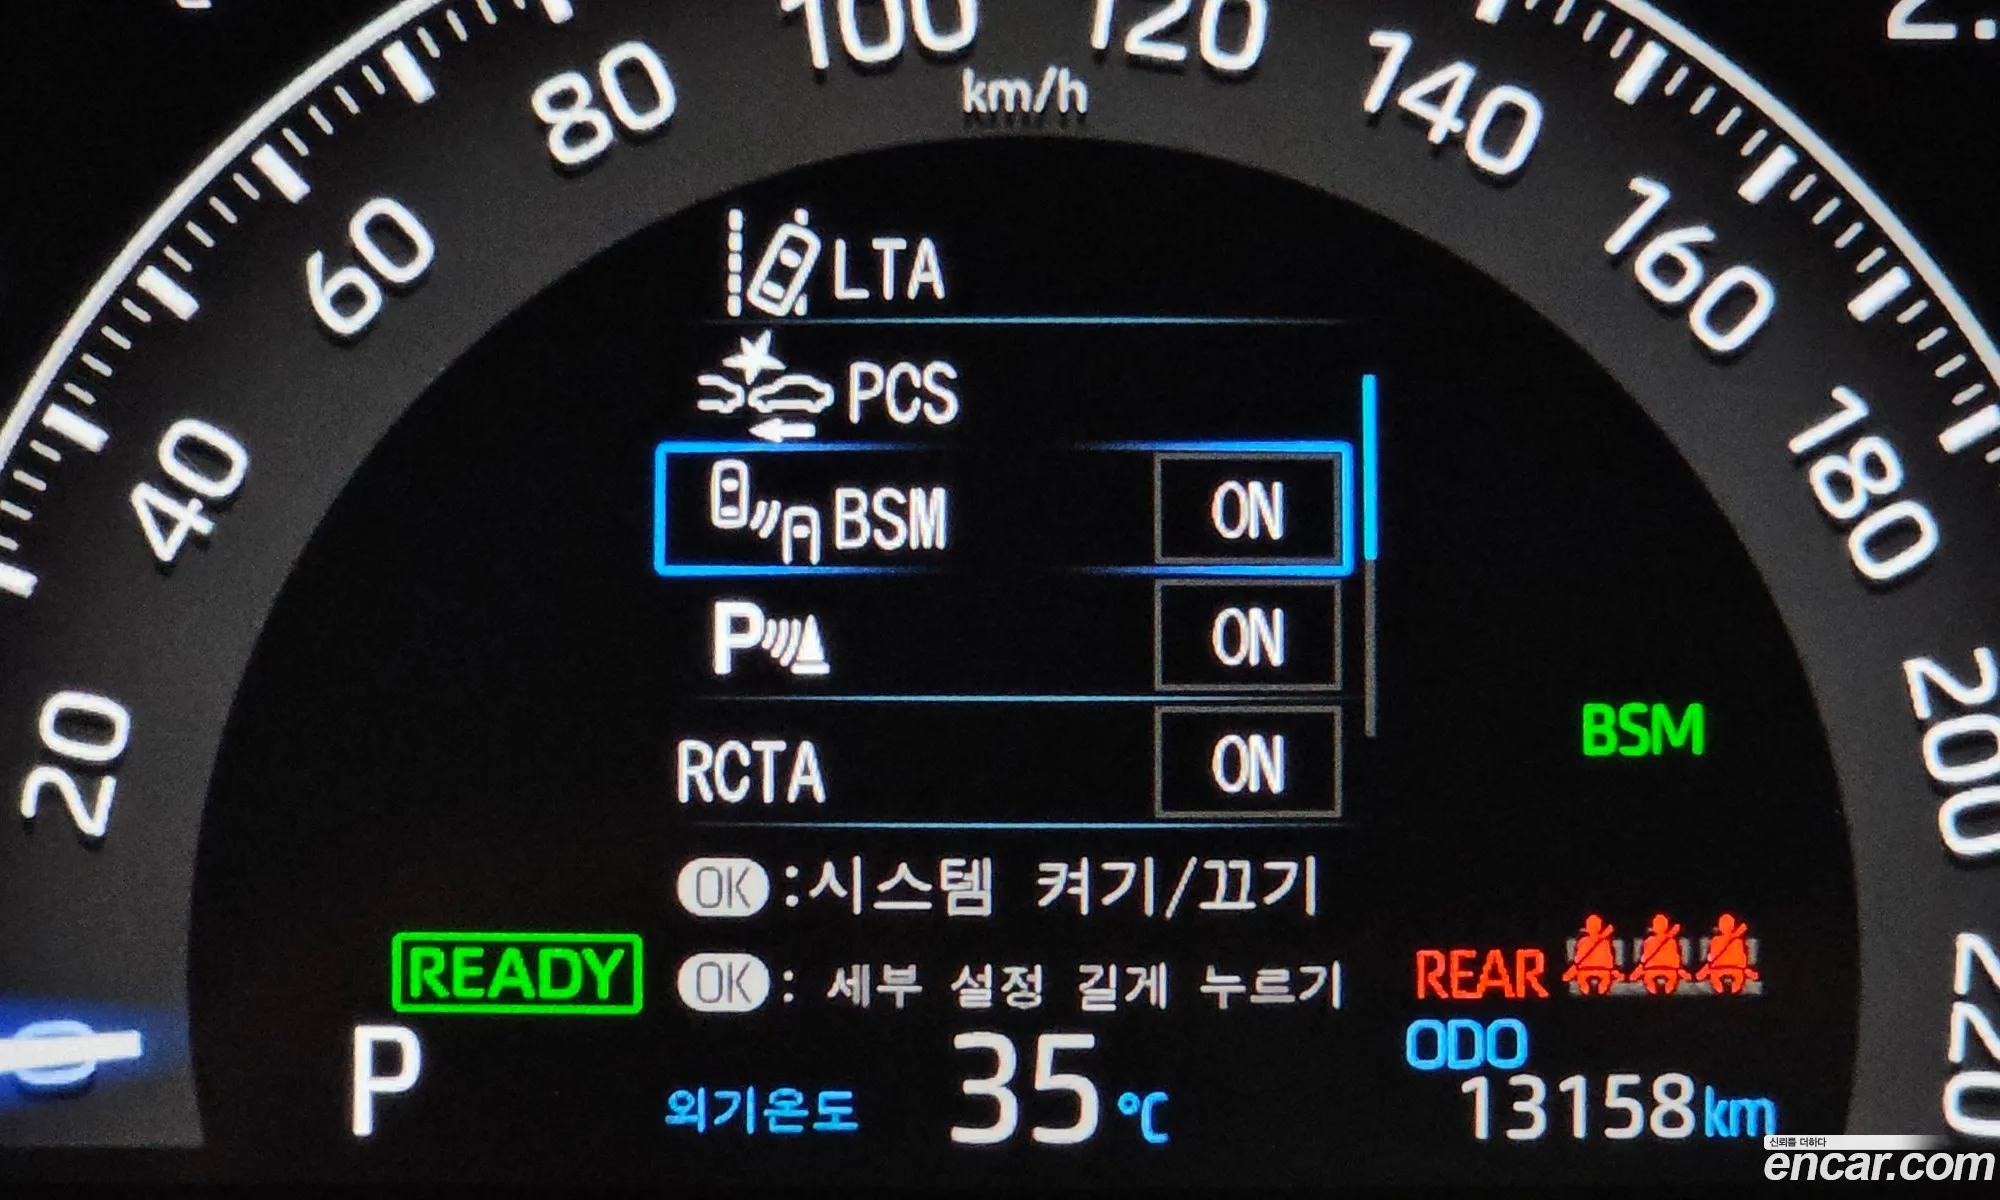 20
40
60
80
100
120
140
160
180
200
220
km/h
LTA
PCS
BSM ON
P ON
RCTA ON
BSM
OK :시스템 켜기/끄기
OK : 세부 설정 길게 누르기
READY
REAR
P
외기온도 35 °C
ODO
13158 km
신뢰를 더하다
encar.com